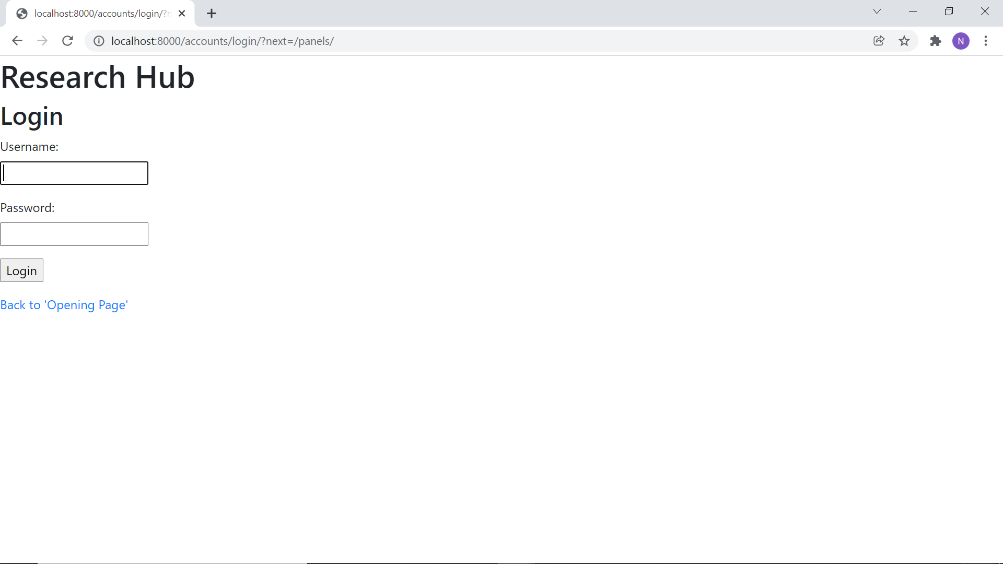 localhost:8000/accounts/login/?n
localhost:8000/accounts/login/?next=/panels/
N
Research Hub
Login
Username:
Password:
Login
Back to 'Opening Page'